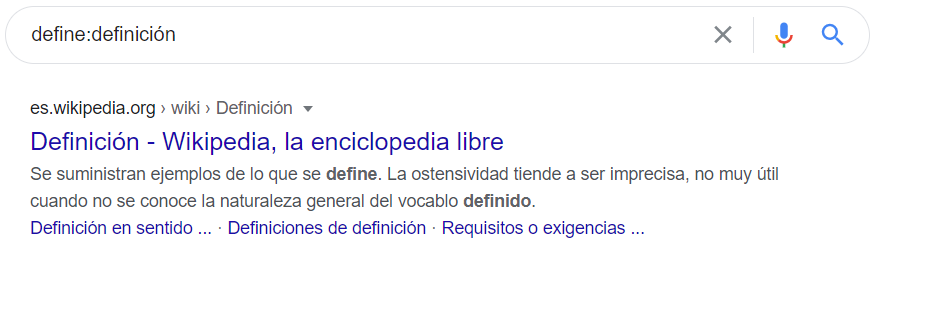 define:definición
es.wikipedia.org › wiki › Definición
Definición - Wikipedia, la enciclopedia libre
Se suministran ejemplos de lo que se define. La ostensividad tiende a ser imprecisa, no muy útil
cuando no se conoce la naturaleza general del vocablo definido.
Definición en sentido ... · Definiciones de definición · Requisitos o exigencias ...